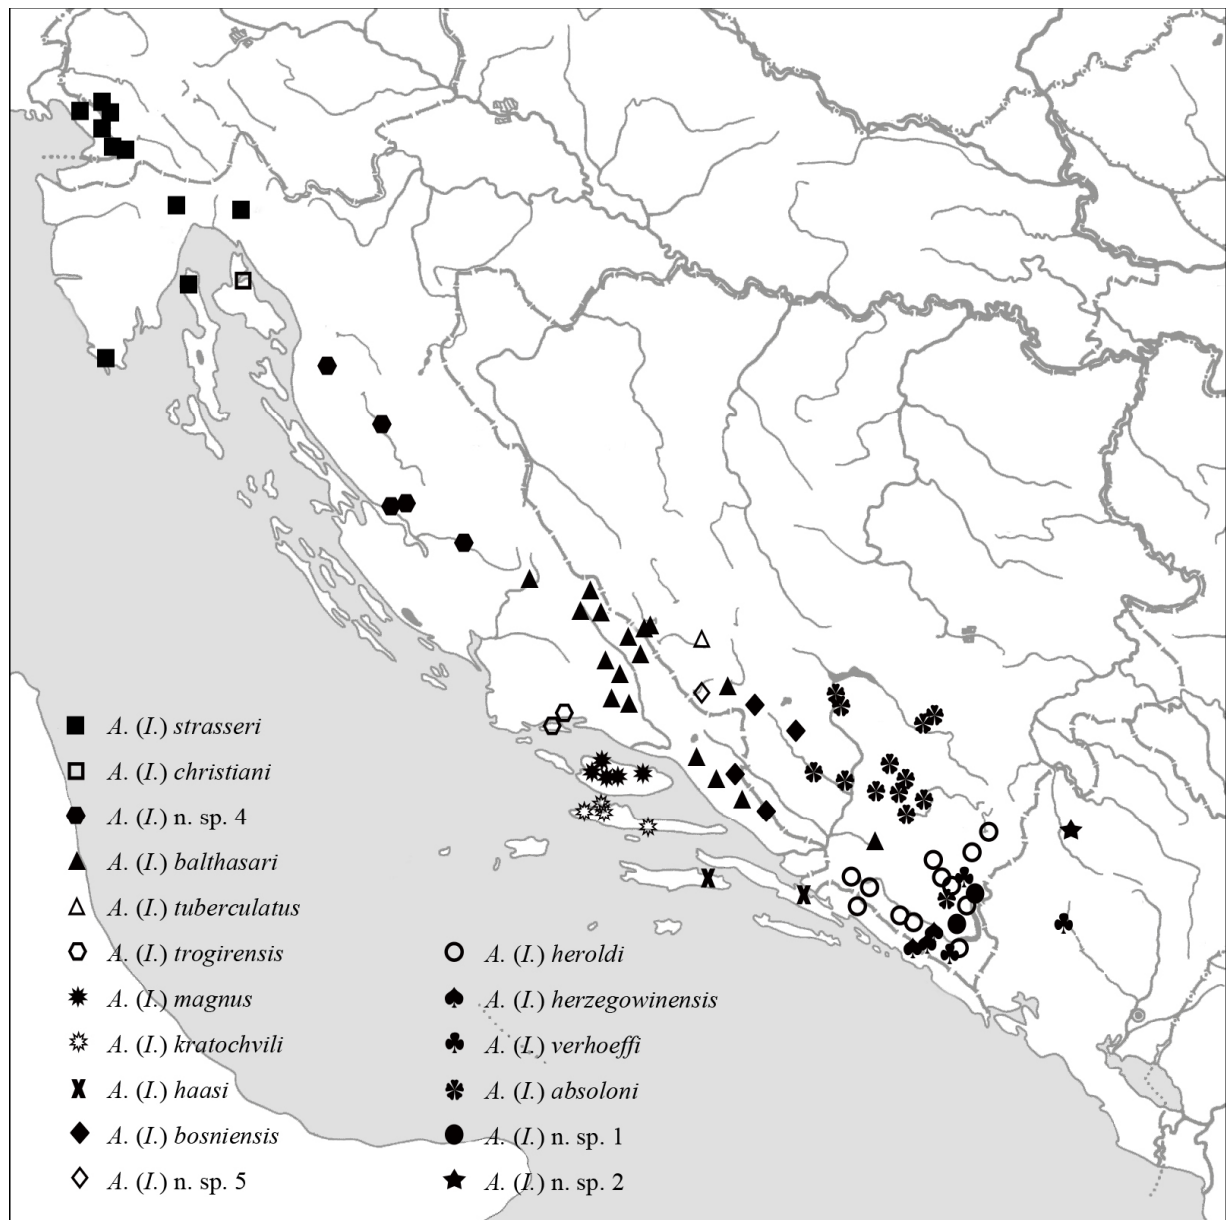 A. (I.) strasseri
A. (I.) christiani
A. (I.) n. sp. 4
A. (I.) balthasari
A. (I.) tuberculatus
A. (I.) trogirensis
A. (I.) magnus
A. (I.) kratochvili
A. (I.) haasi
A. (I.) bosniensis
A. (I.) n. sp. 5
A. (I.) heroldi
A. (I.) herzegowinensis
A. (I.) verhoeffi
A. (I.) absoloni
A. (I.) n. sp. 1
A. (I.) n. sp. 2